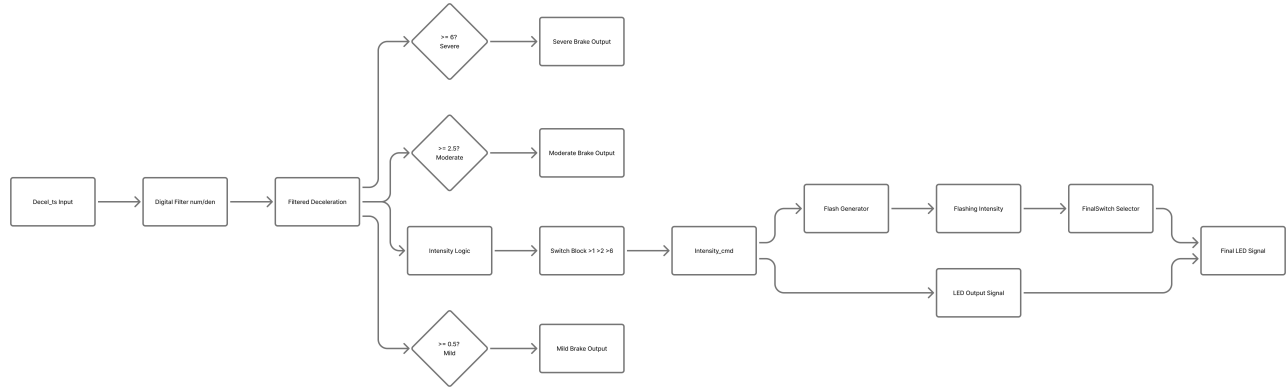 Decel_ts Input
Digital Filter num/den
Filtered Deceleration
>= 6?
Severe
Severe Brake Output
>= 2.5?
Moderate
Moderate Brake Output
Intensity Logic
Switch Block >1 >2 >6
Intensity_cmd
>= 0.5?
Mild
Mild Brake Output
Flash Generator
Flashing Intensity
FinalSwitch Selector
LED Output Signal
Final LED Signal